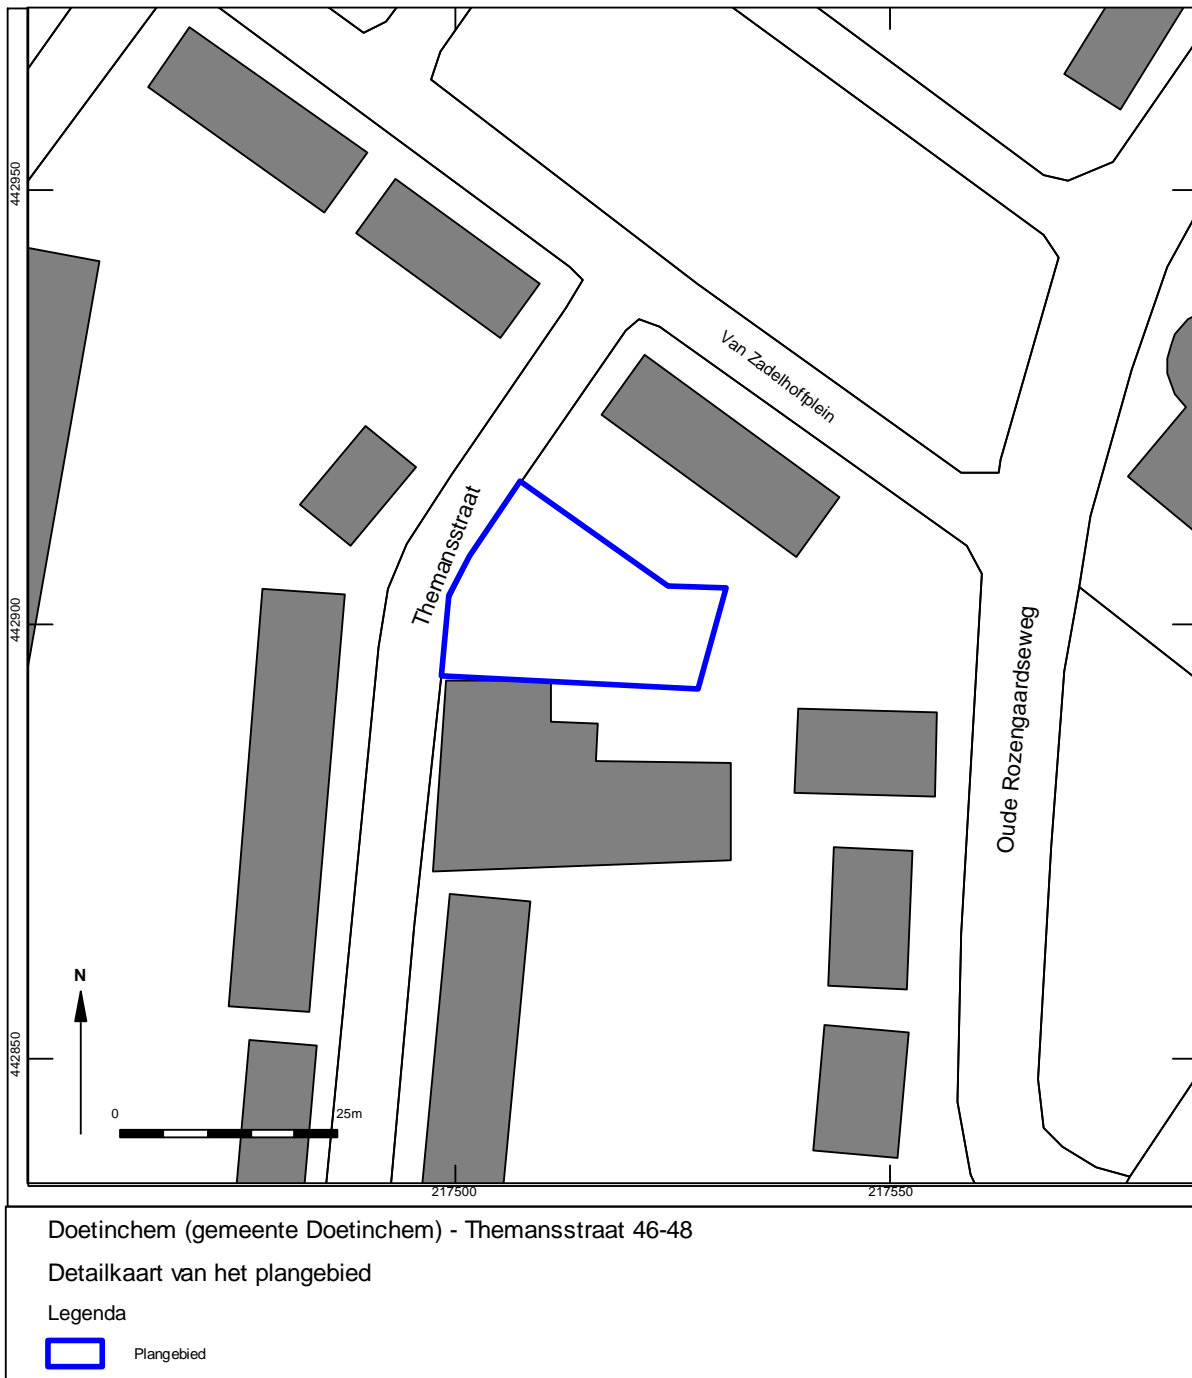 442950
442900
442850
Van Zadelhoffplein
Themansstraat
Oude Rozengaardseweg
N
0
25m
217500
217550
Doetinchem (gemeente Doetinchem) - Themansstraat 46-48
Detailkaart van het plangebied
Legenda
Plangebied